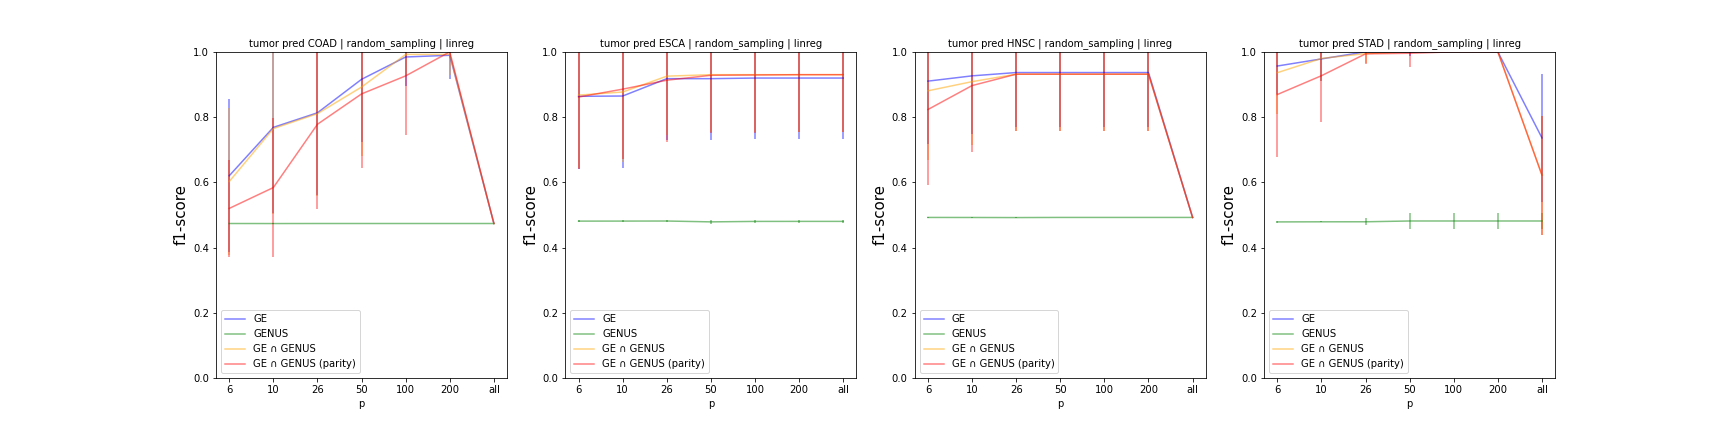 tumor pred COAD | random_sampling | linreg
f1-score
1.0
0.8
0.6
0.4
0.2
0.0
GE
GENUS
GE ∩ GENUS
GE ∩ GENUS (parity)
6 10 26 50 100 200 all
p
tumor pred ESCA | random_sampling | linreg
f1-score
1.0
0.8
0.6
0.4
0.2
0.0
GE
GENUS
GE ∩ GENUS
GE ∩ GENUS (parity)
6 10 26 50 100 200 all
p
tumor pred HNSC | random_sampling | linreg
f1-score
1.0
0.8
0.6
0.4
0.2
0.0
GE
GENUS
GE ∩ GENUS
GE ∩ GENUS (parity)
6 10 26 50 100 200 all
p
tumor pred STAD | random_sampling | linreg
f1-score
1.0
0.8
0.6
0.4
0.2
0.0
GE
GENUS
GE ∩ GENUS
GE ∩ GENUS (parity)
6 10 26 50 100 200 all
p